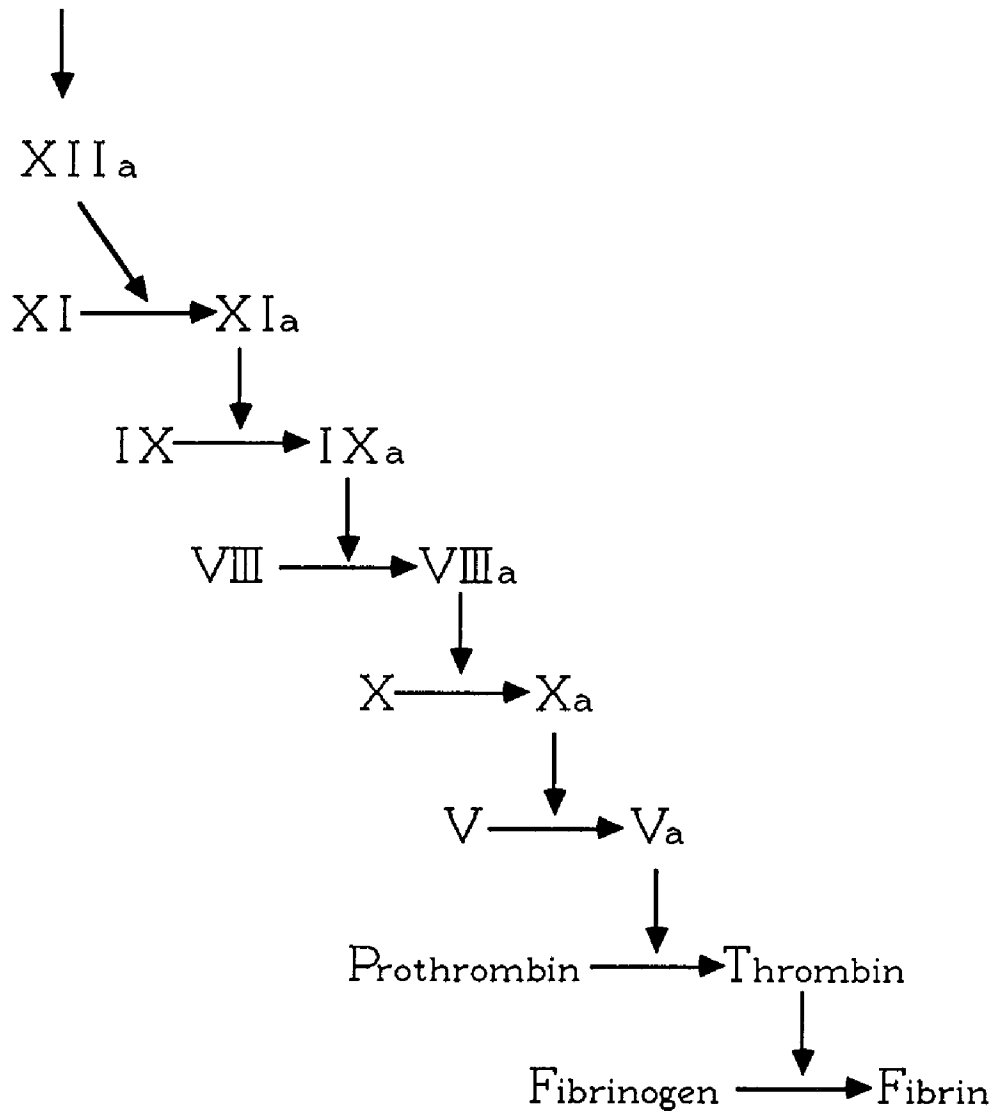 XIIa
XI XIa
IX IXa
VIII VIIIa
X Xa
V Va
Prothrombin Thrombin
Fibrinogen Fibrin